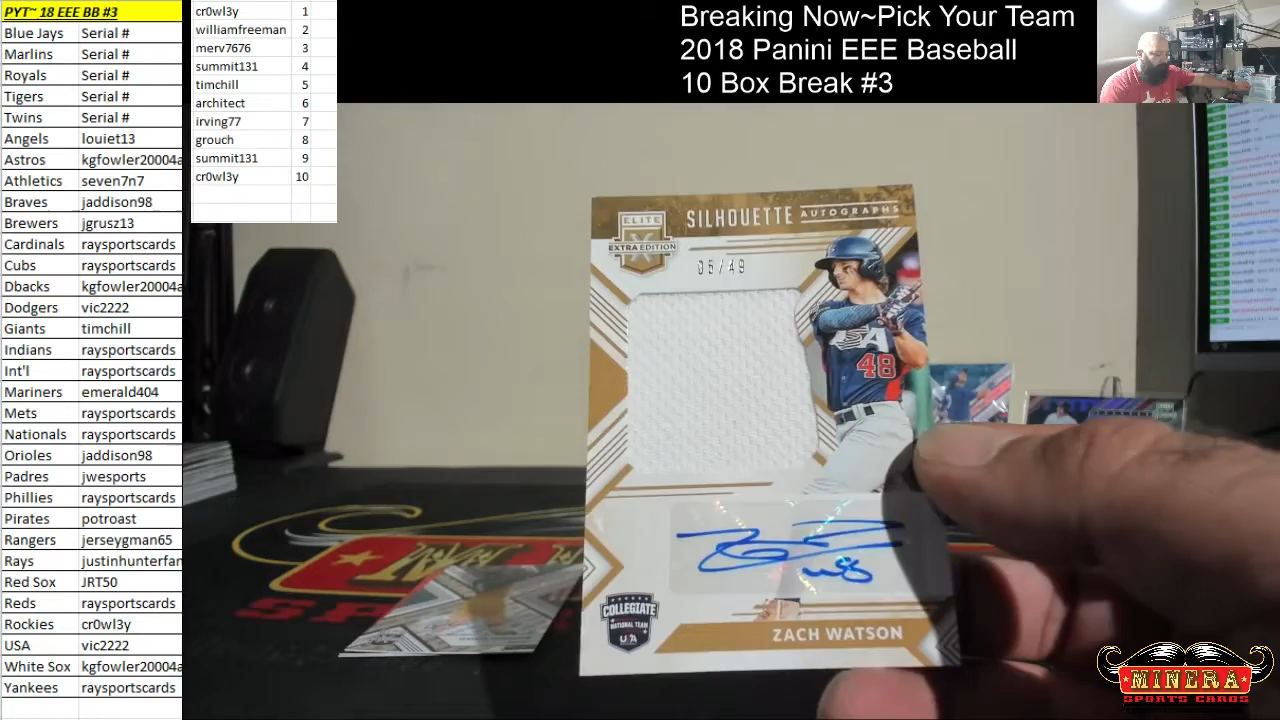 PYT~ 18 EEE BB #3
Blue Jays Serial #
Marlins Serial #
Royals Serial #
Tigers Serial #
Twins Serial #
Angels louiet13
Astros kgfowler20004a
Athletics seven7n7
Braves jaddison98
Brewers jgrusz13
Cardinals raysportscards
Cubs raysportscards
Dbacks kgfowler20004a
Dodgers vic2222
Giants timchill
Indians raysportscards
Int'l raysportscards
Mariners emerald404
Mets raysportscards
Nationals raysportscards
Orioles jaddison98
Padres jwesports
Phillies raysportscards
Pirates potroast
Rangers jerseygman65
Rays justinhunterfan
Red Sox JRT50
Reds raysportscards
Rockies cr0wl3y
USA vic2222
White Sox kgfowler20004a
Yankees raysportscards
cr0wl3y 1
williamfreeman 2
merv7676 3
summit131 4
timchill 5
architect 6
irving77 7
grouch 8
summit131 9
cr0wl3y 10
Breaking Now~Pick Your Team
2018 Panini EEE Baseball
10 Box Break #3
ELITE
EXTRA EDITION
SILHOUETTE AUTOGRAPHS
05/49
48
COLLEGIATE
NATIONAL TEAM
USA
ZACH WATSON
MINERA
SPORTS CARDS